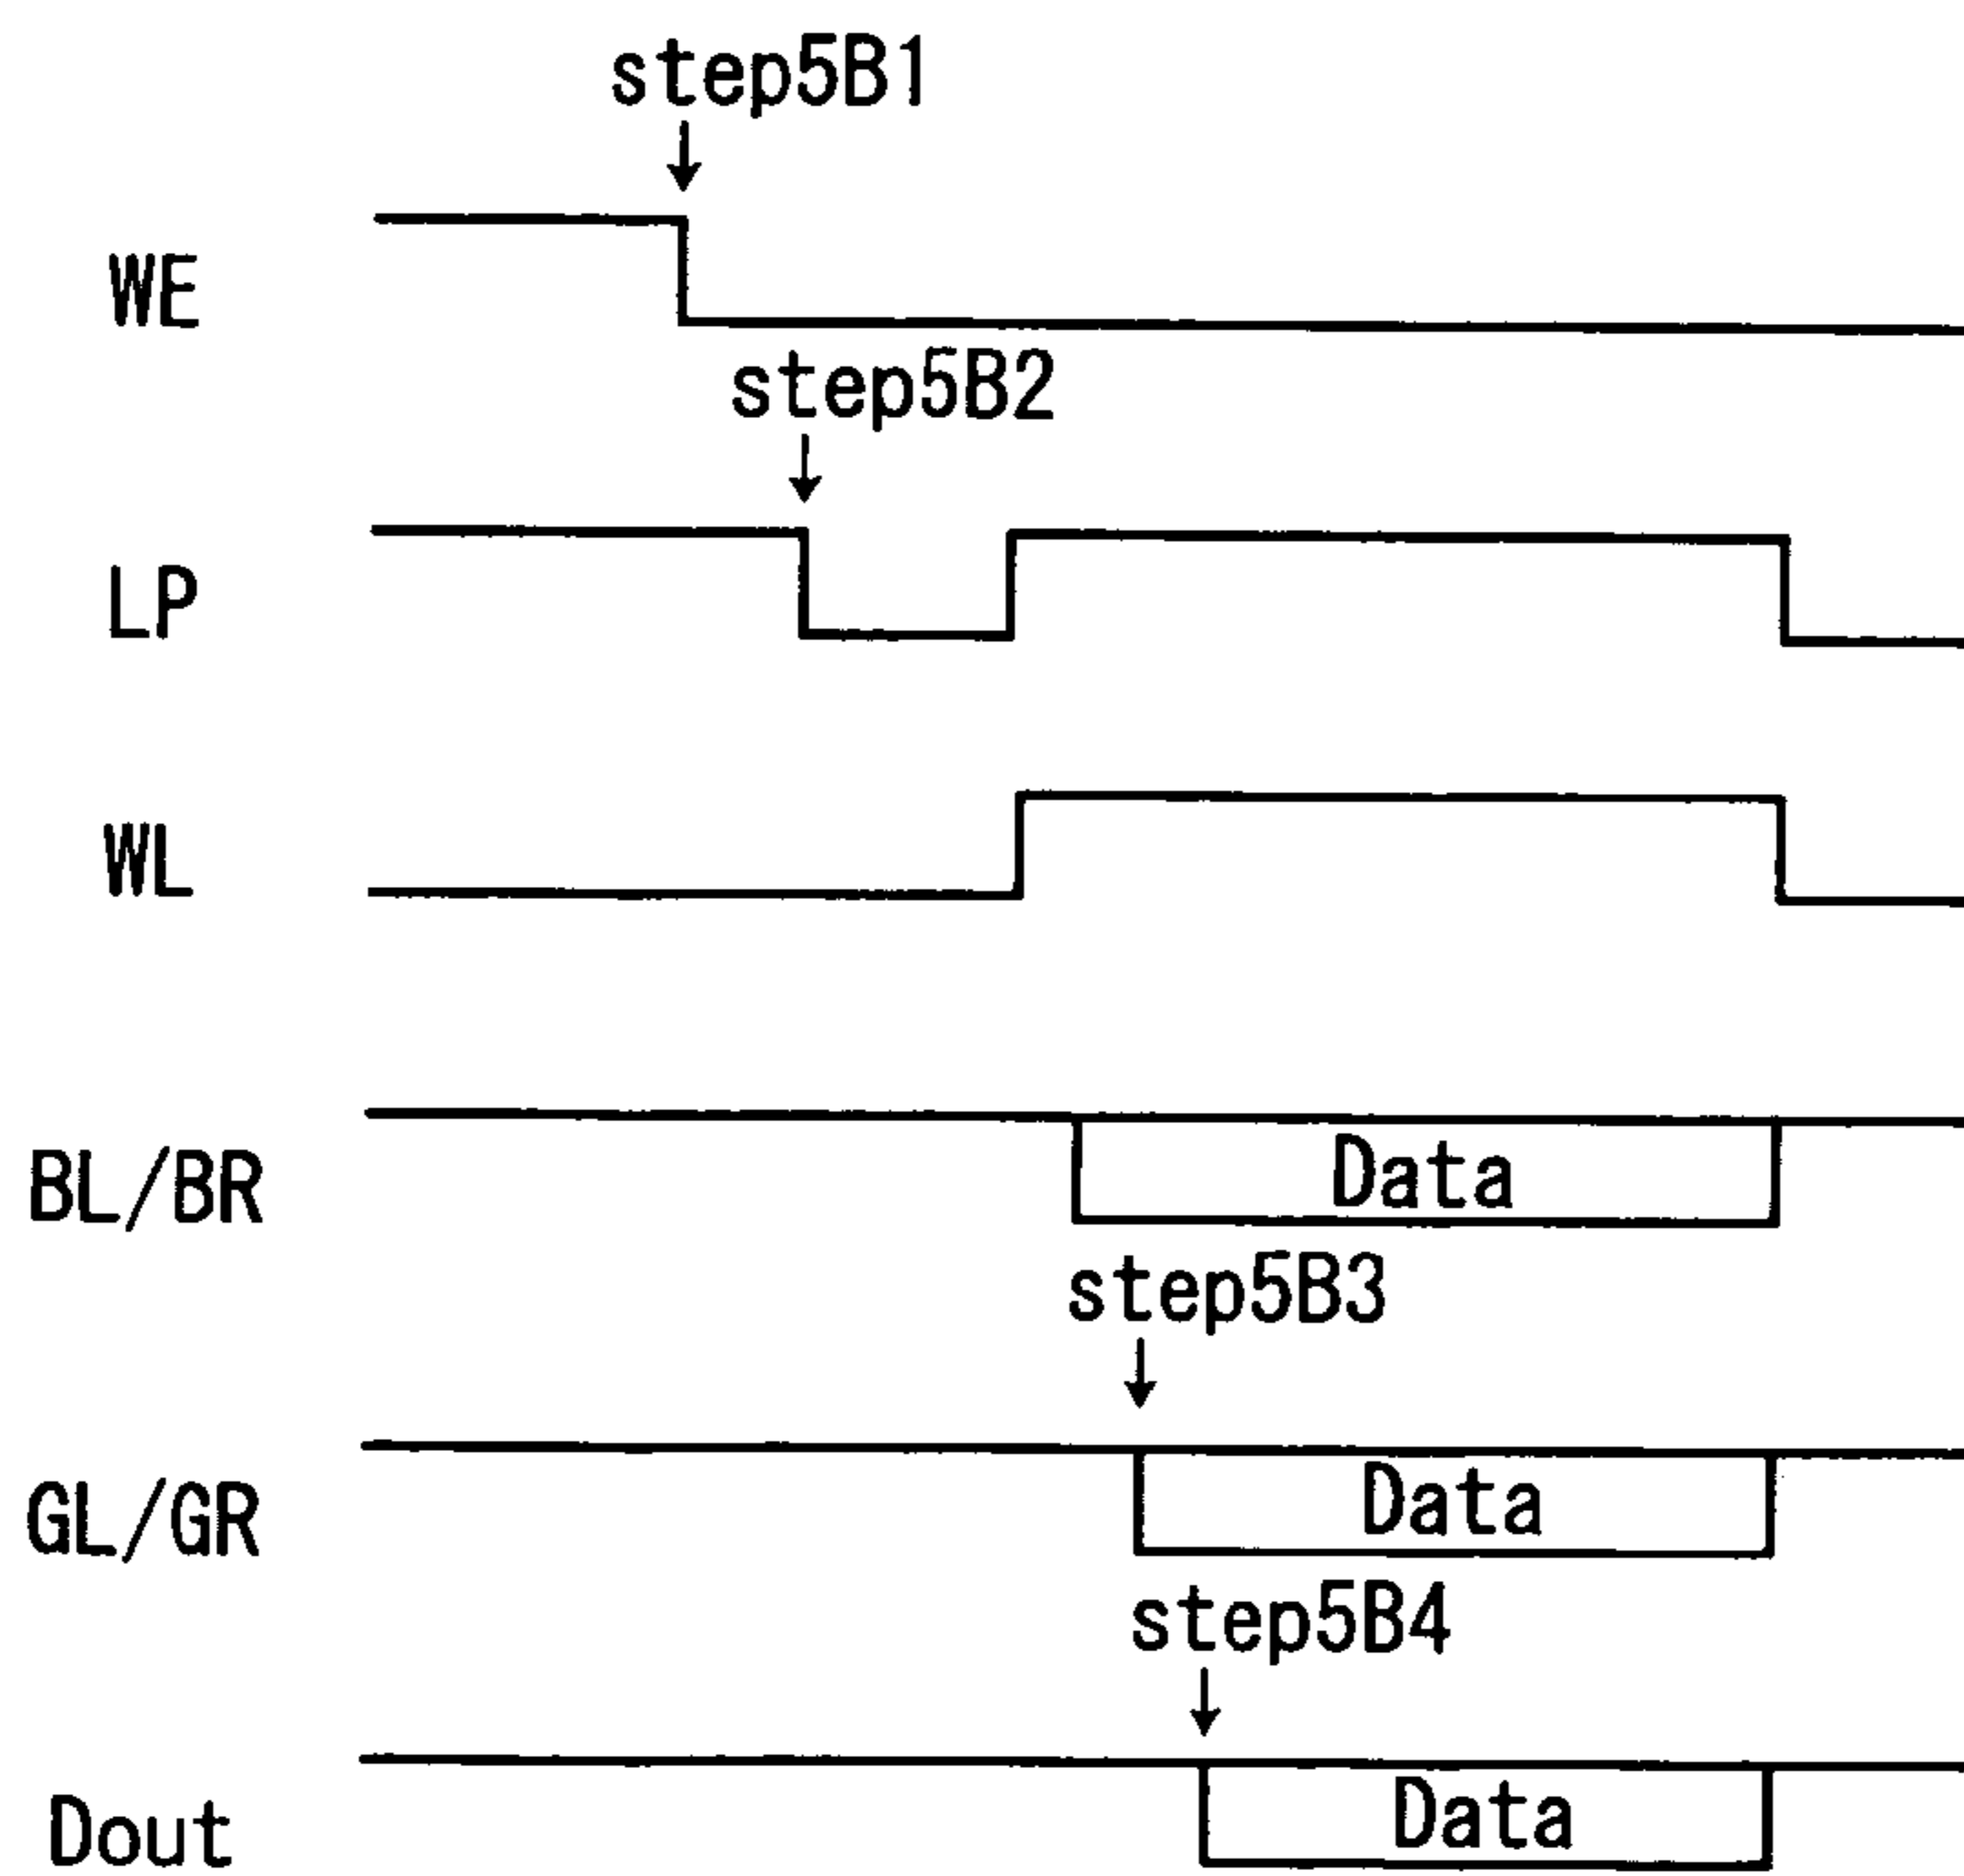 step5B1
WE
step5B2
LP
WL
BL/BR
Data
step5B3
GL/GR
Data
step5B4
Dout
Data